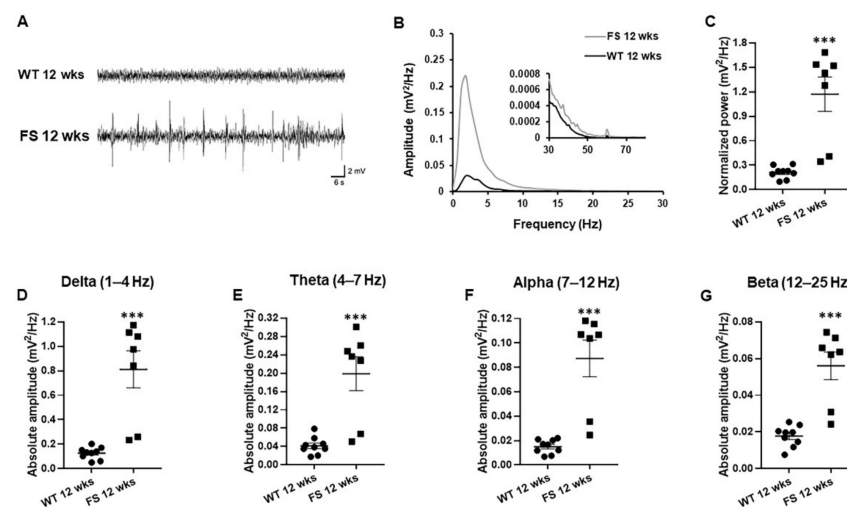 A
WT 12 wks
FS 12 wks
2 mV
6 s
B
Amplitude (mV²/Hz)
0.3
0.25
0.2
0.15
0.1
0.05
0
0 5 10 15 20 25 30
Frequency (Hz)
FS 12 wks
WT 12 wks
0.0008
0.0006
0.0004
0.0002
0
30 50 70
C
Normalized power (mV²/Hz)
1.8
1.5
1.2
0.9
0.6
0.3
0.0
***
WT 12 wks
FS 12 wks
D
Delta (1–4 Hz)
Absolute amplitude (mV²/Hz)
1.2
1.0
0.8
0.6
0.4
0.2
0.0
***
WT 12 wks
FS 12 wks
E
Theta (4–7 Hz)
Absolute amplitude (mV²/Hz)
0.32
0.28
0.24
0.20
0.16
0.12
0.08
0.04
0.00
***
WT 12 wks
FS 12 wks
F
Alpha (7–12 Hz)
Absolute amplitude (mV²/Hz)
0.12
0.10
0.08
0.06
0.04
0.02
0.00
***
WT 12 wks
FS 12 wks
G
Beta (12–25 Hz
Absolute amplitude (mV²/Hz)
0.08
0.06
0.04
0.02
0.00
***
WT 12 wks
FS 12 wks